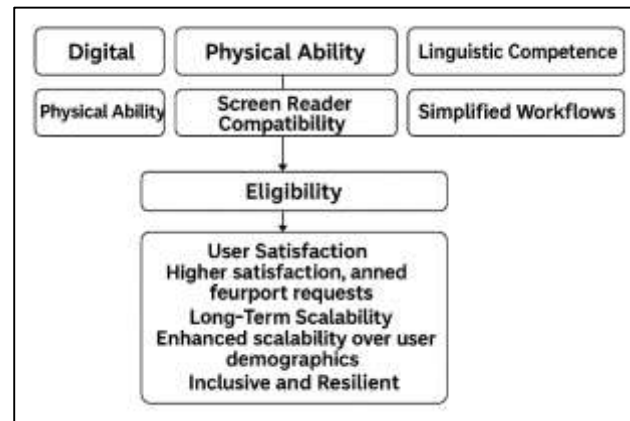 Digital
Physical Ability
Linguistic Competence
Physical Ability
Screen Reader
Compatibility
Simplified Workflows
Eligibility
User Satisfaction
Higher satisfaction, anned
feurport requests
Long-Term Scalability
Enhanced scalability over user
demographics
Inclusive and Resilient